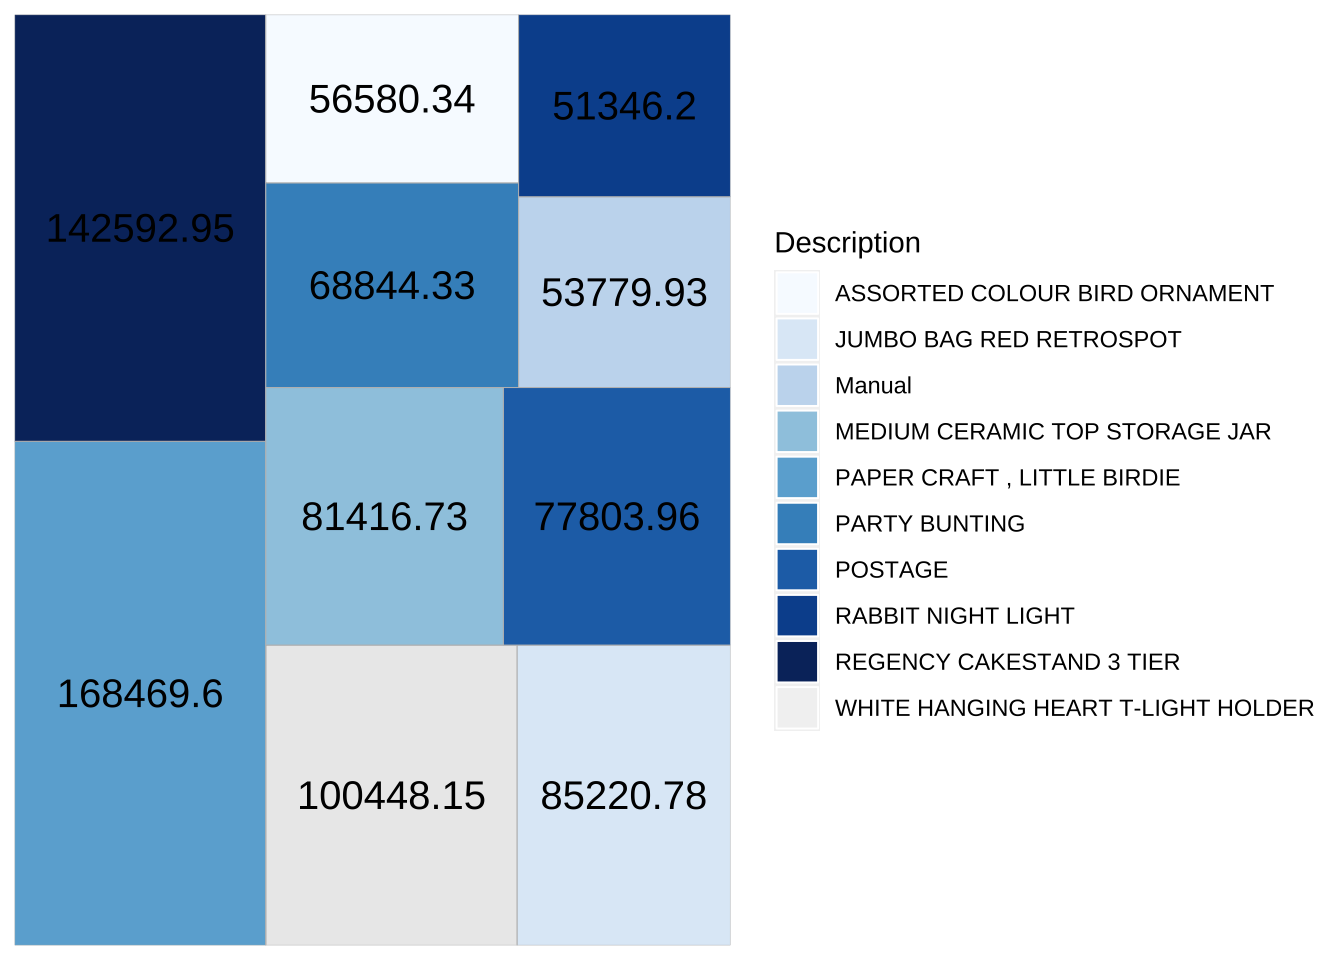 56580.34
51346.2
142592.95
68844.33
53779.93
81416.73
77803.96
168469.6
100448.15
85220.78
Description
ASSORTED COLOUR BIRD ORNAMENT
JUMBO BAG RED RETROSPOT
Manual
MEDIUM CERAMIC TOP STORAGE JAR
PAPER CRAFT , LITTLE BIRDIE
PARTY BUNTING
POSTAGE
RABBIT NIGHT LIGHT
REGENCY CAKESTAND 3 TIER
WHITE HANGING HEART T-LIGHT HOLDER